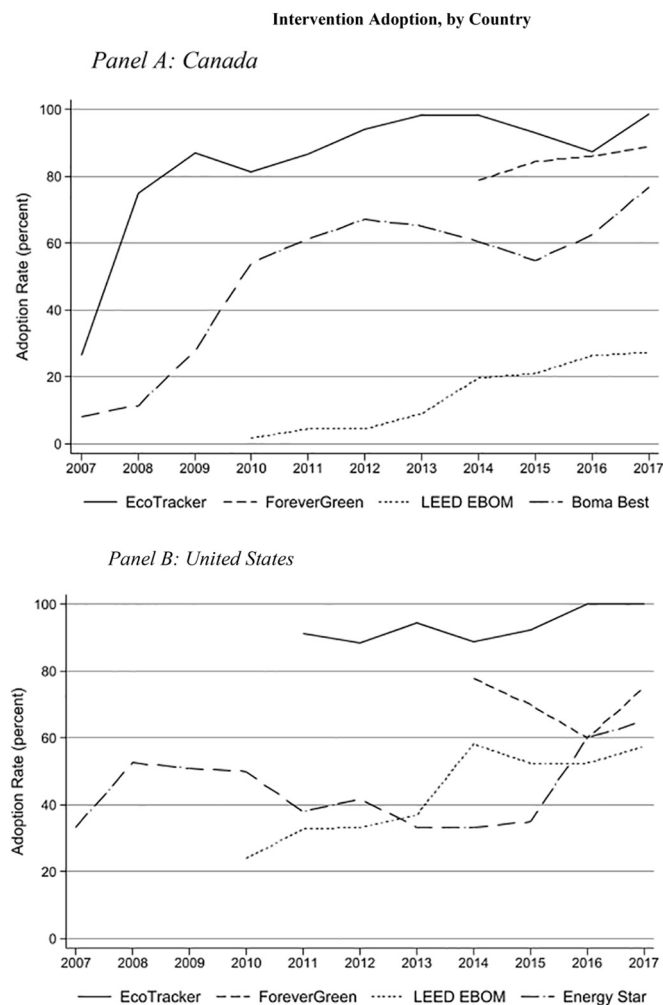 Intervention Adoption, by Country
Panel A: Canada
Adoption Rate (percent)
100
80
60
40
20
0
2007 2008 2009 2010 2011 2012 2013 2014 2015 2016 2017
EcoTracker ForeverGreen LEED EBOM Boma Best
Panel B: United States
Adoption Rate (percent)
100
80
60
40
20
0
2007 2008 2009 2010 2011 2012 2013 2014 2015 2016 2017
EcoTracker ForeverGreen LEED EBOM Energy Star